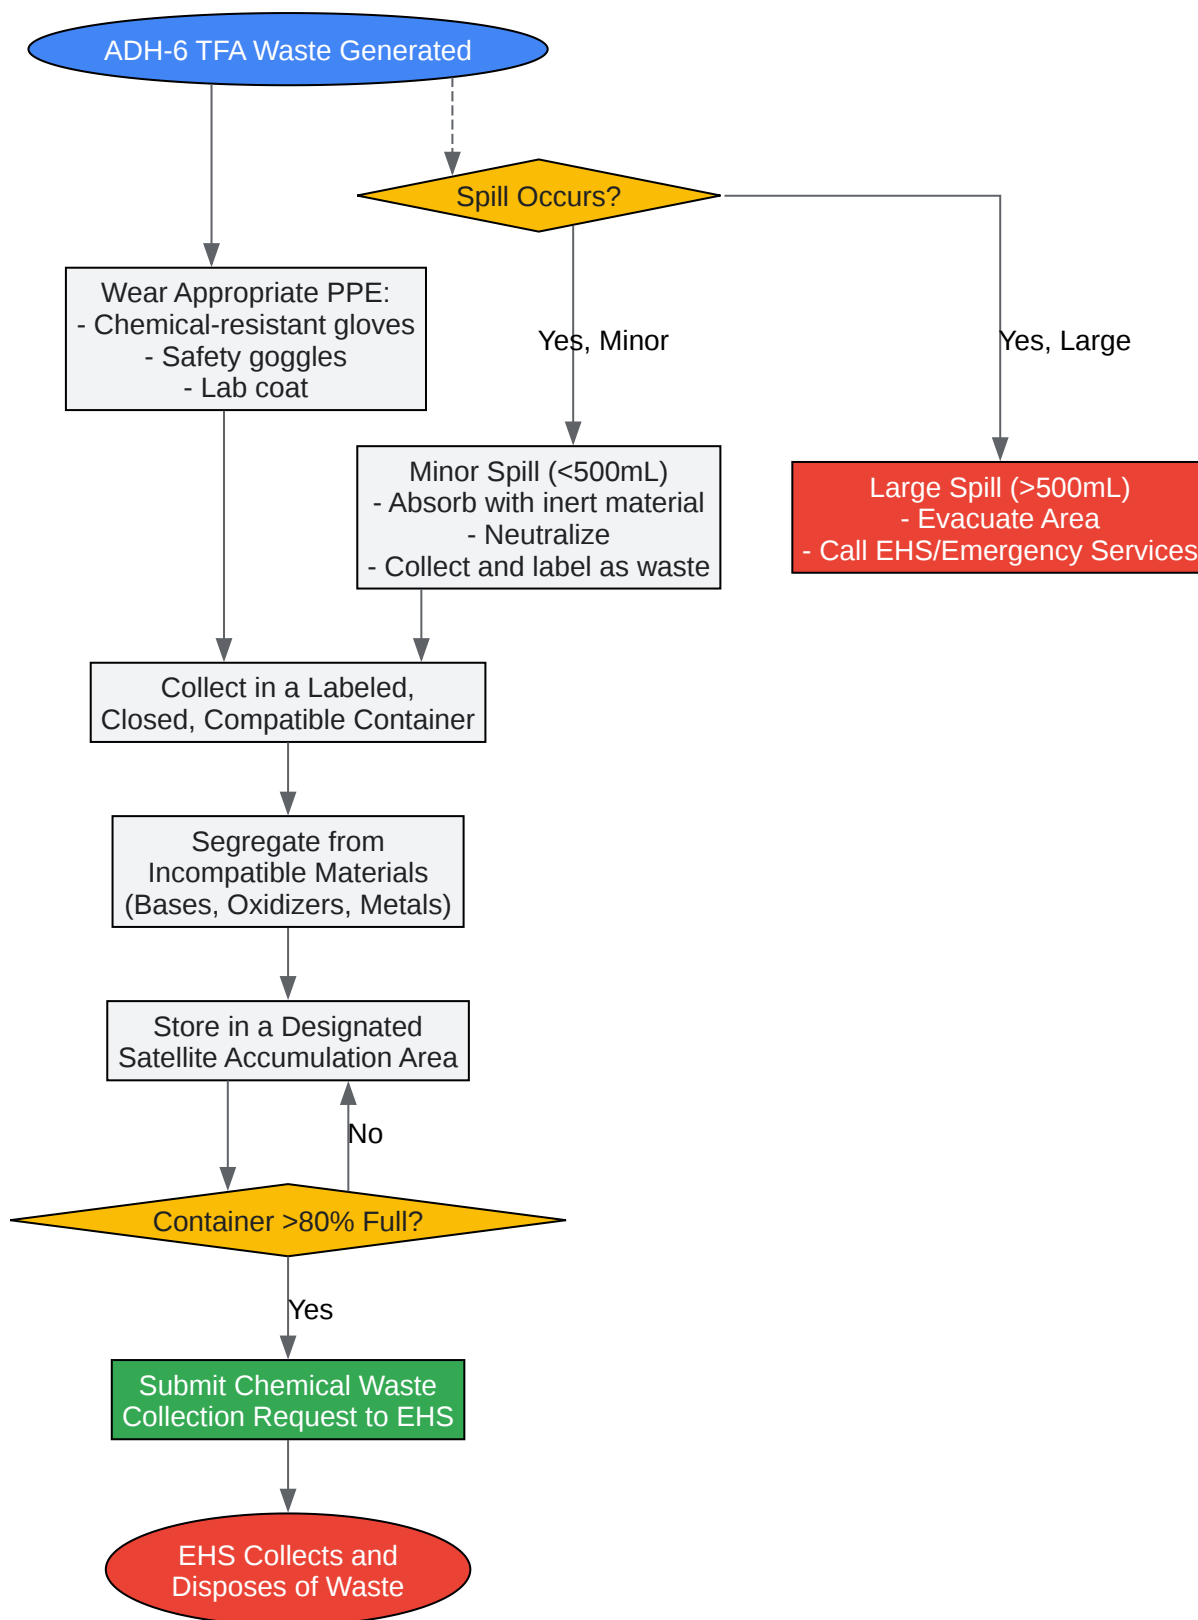 ADH-6 TFA Waste Generated
Spill Occurs?
Wear Appropriate PPE:
- Chemical-resistant gloves
- Safety goggles
- Lab coat
Yes, Minor
Yes, Large
Minor Spill (<500mL)
- Absorb with inert material
- Neutralize
- Collect and label as waste
Large Spill (>500mL)
- Evacuate Area
- Call EHS/Emergency Services
Collect in a Labeled,
Closed, Compatible Container
Segregate from
Incompatible Materials
(Bases, Oxidizers, Metals)
Store in a Designated
Satellite Accumulation Area
No
Container >80% Full?
Yes
Submit Chemical Waste
Collection Request to EHS
EHS Collects and
Disposes of Waste